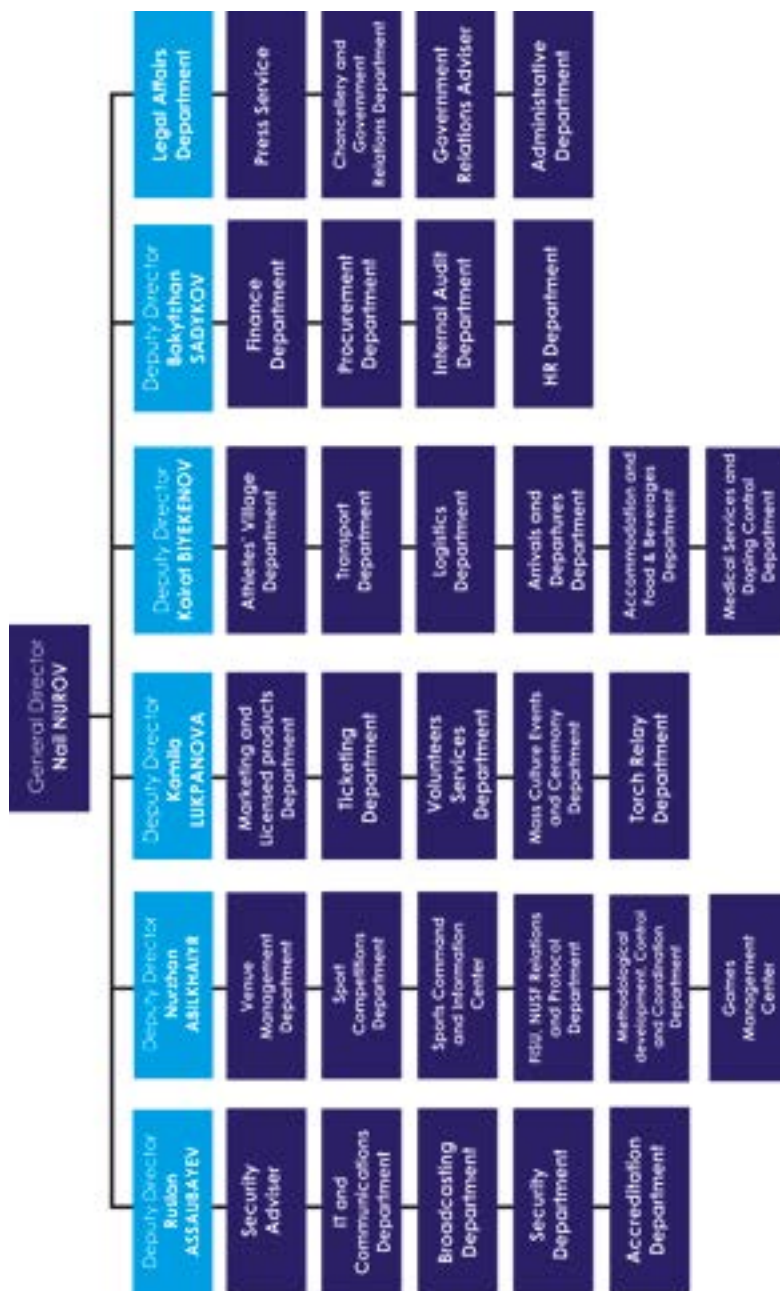 General Director
Nail NUROV
Deputy Director
Ruslan
ASSAUBAYEV
Security
Adviser
IT and
Communications
Department
Broadcasting
Department
Security
Department
Accreditation
Department
Deputy Director
Nurzhan
ABILKHAIYR
Venue
Management
Department
Sport
Competitions
Department
Sports Command
and Information
Center
FISU, NUSF Relations
and Protocol
Department
Methodological
development, Control
and Coordination
Department
Games
Management
Center
Deputy Director
Kamila
LUKPANOVA
Marketing and
Licensed products
Department
Ticketing
Department
Volunteers
Services
Department
Mass Culture Events
and Ceremony
Department
Torch Relay
Department
Deputy Director
Kairat BIYEKENOV
Athletes' Village
Department
Transport
Department
Logistics
Department
Arrivals and
Departures
Department
Accommodation and
Food & Beverages
Department
Medical Services and
Doping Control
Department
Deputy Director
Bakytzhan
SADYKOV
Finance
Department
Procurement
Department
Internal Audit
Department
HR Department
Legal Affairs
Department
Press Service
Chancellery and
Government
Relations Department
Government
Relations Adviser
Administrative
Department